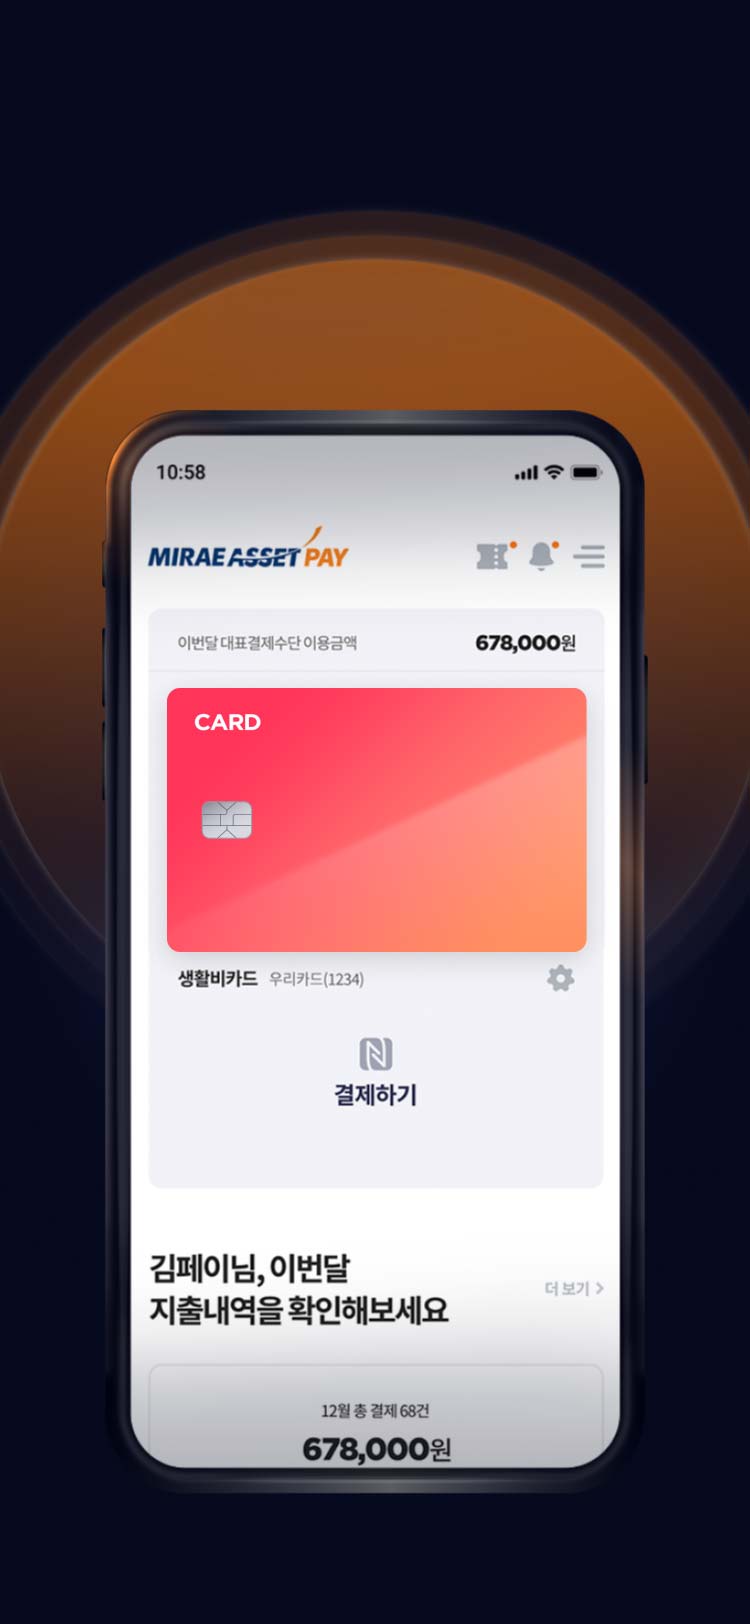 10:58
MIRAE ASSET PAY
이번달 대표결제수단 이용금액 678,000원
CARD
생활비카드 우리카드(1234)
결제하기
김페이님, 이번달
지출내역을 확인해보세요
더 보기 >
12월 총 결제 68건
678,000원